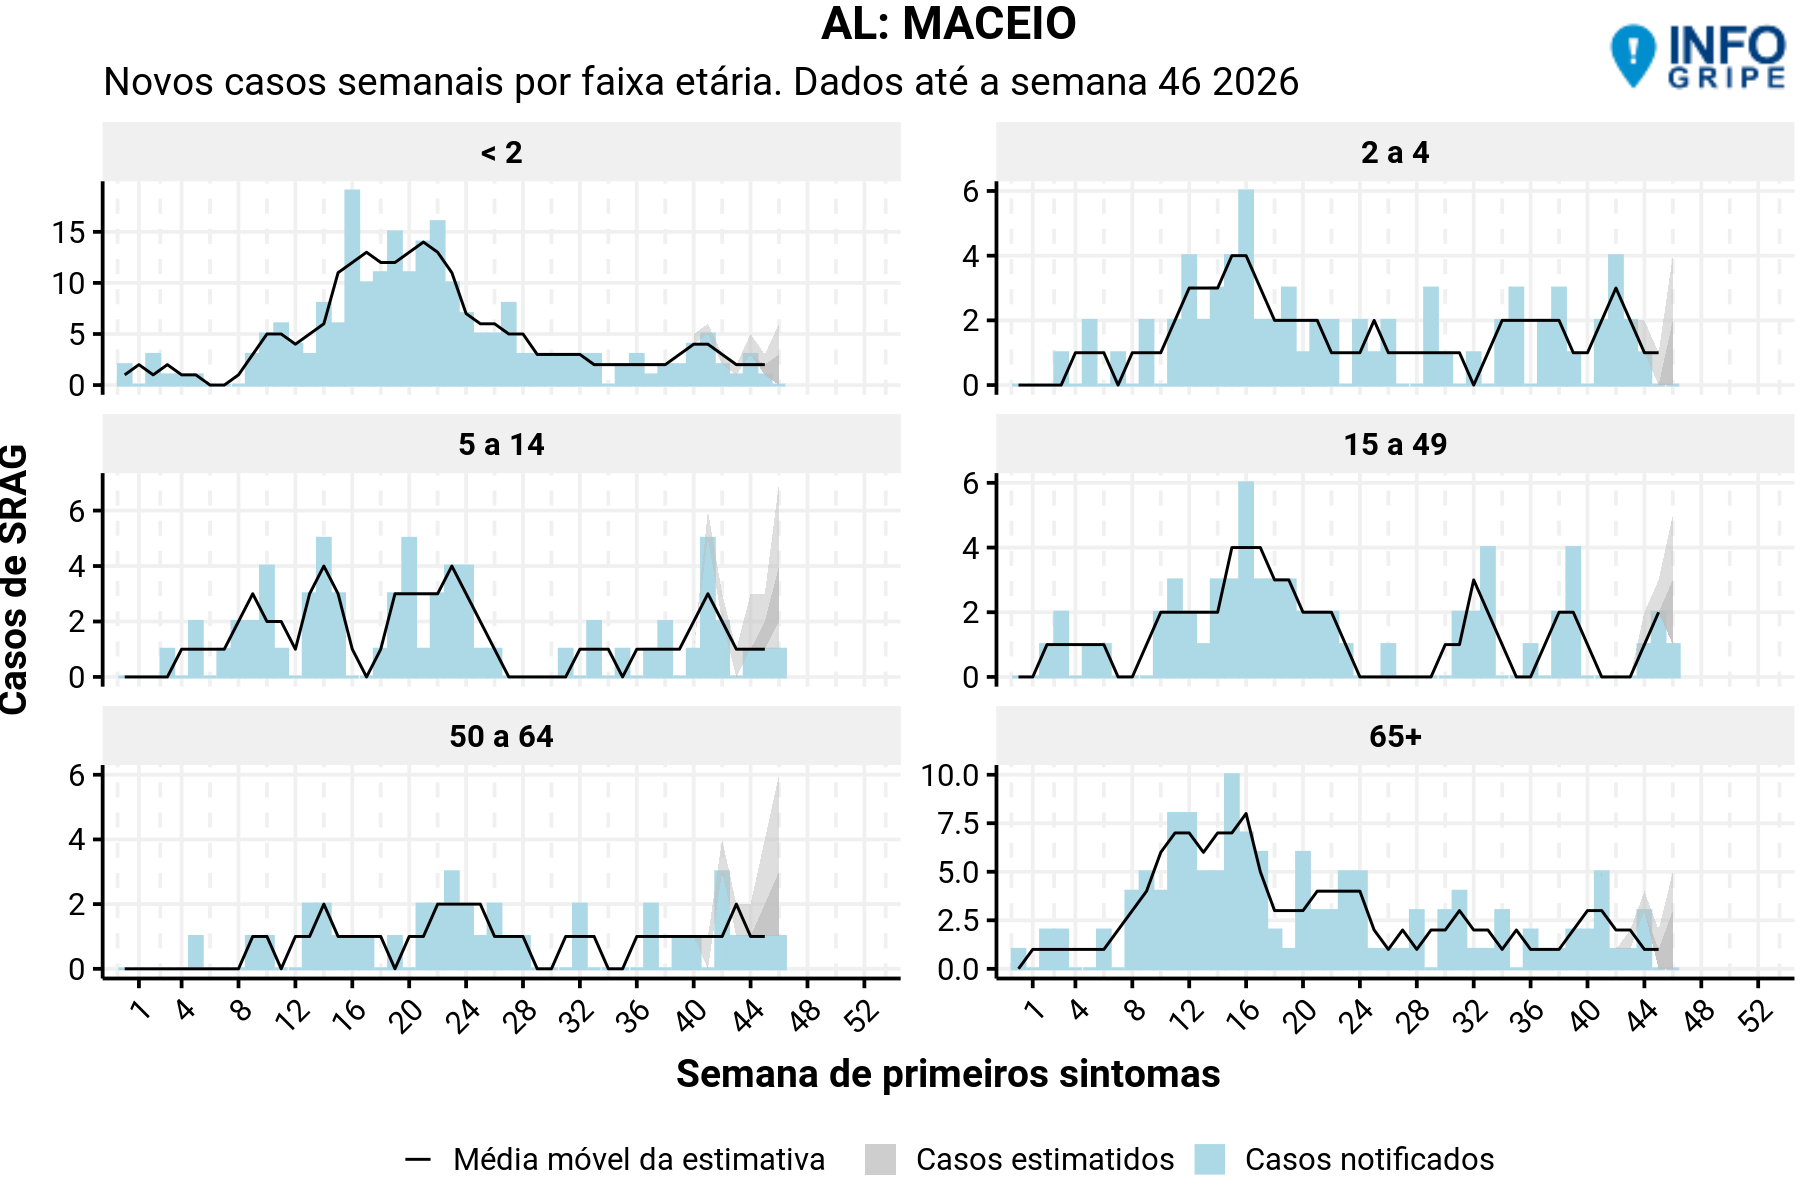 AL: MACEIO
INFO
GRIPE
Novos casos semanais por faixa etária. Dados até a semana 46 2026
< 2
2 a 4
15
10
5
0
6
4
2
0
5 a 14
15 a 49
6
4
2
0
6
4
2
0
50 a 64
65+
6
4
2
0
10.0
7.5
5.0
2.5
0.0
1 4 8 12 16 20 24 28 32 36 40 44 48 52
1 4 8 12 16 20 24 28 32 36 40 44 48 52
Casos de SRAG
Semana de primeiros sintomas
Média móvel da estimativa
Casos estimatidos
Casos notificados